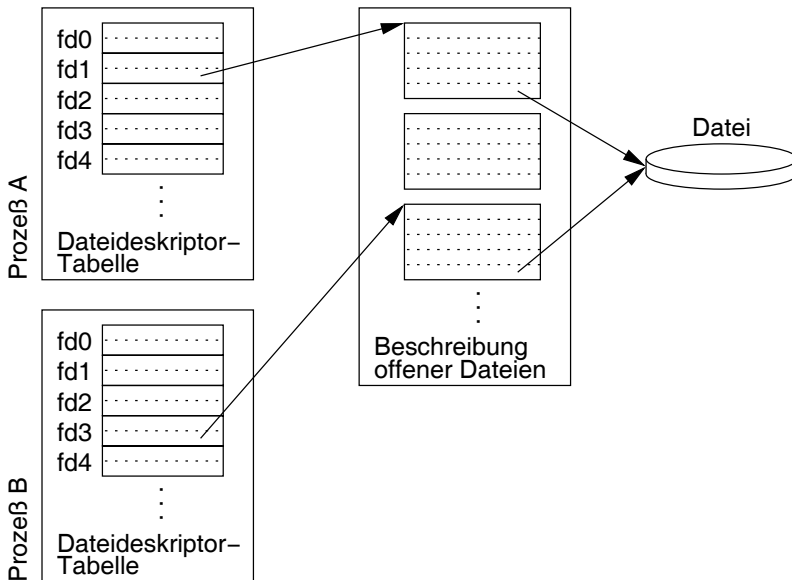 fd0
fd1
fd2
fd3
fd4
Dateideskriptor–
Tabelle
Prozeß A
fd0
fd1
fd2
fd3
fd4
Dateideskriptor–
Tabelle
Prozeß B
Beschreibung
offener Dateien
Datei